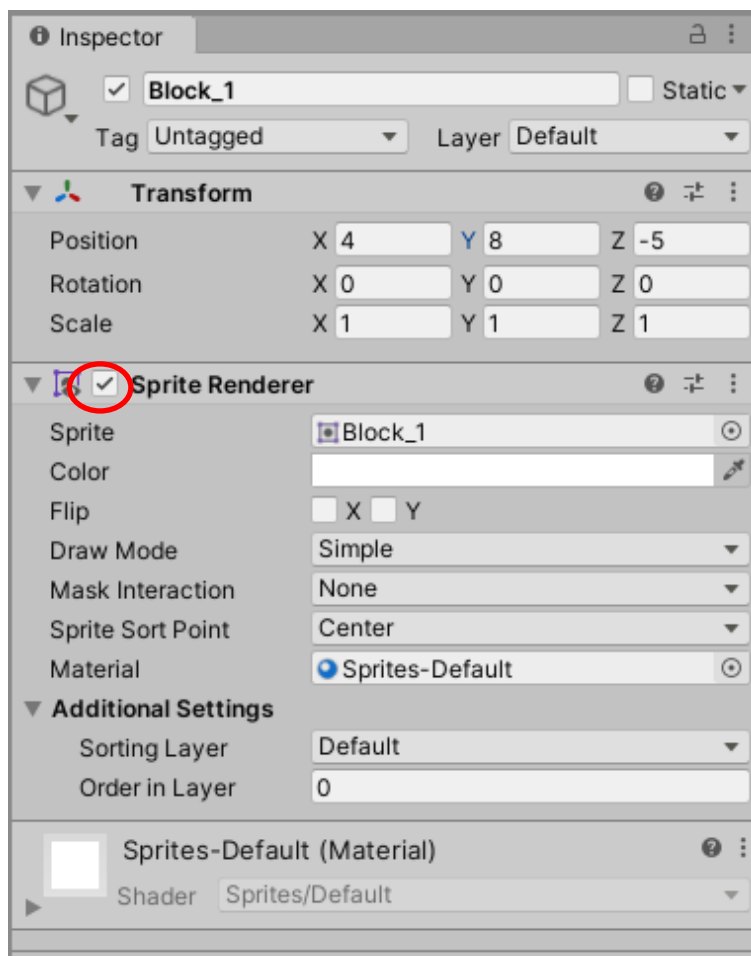 Inspector
Block_1 Static
Tag Untagged Layer Default
Transform
Position X 4 Y 8 Z -5
Rotation X 0 Y 0 Z 0
Scale X 1 Y 1 Z 1
Sprite Renderer
Sprite Block_1
Color
Flip X Y
Draw Mode Simple
Mask Interaction None
Sprite Sort Point Center
Material Sprites-Default
Additional Settings
Sorting Layer Default
Order in Layer 0
Sprites-Default (Material)
Shader Sprites/Default